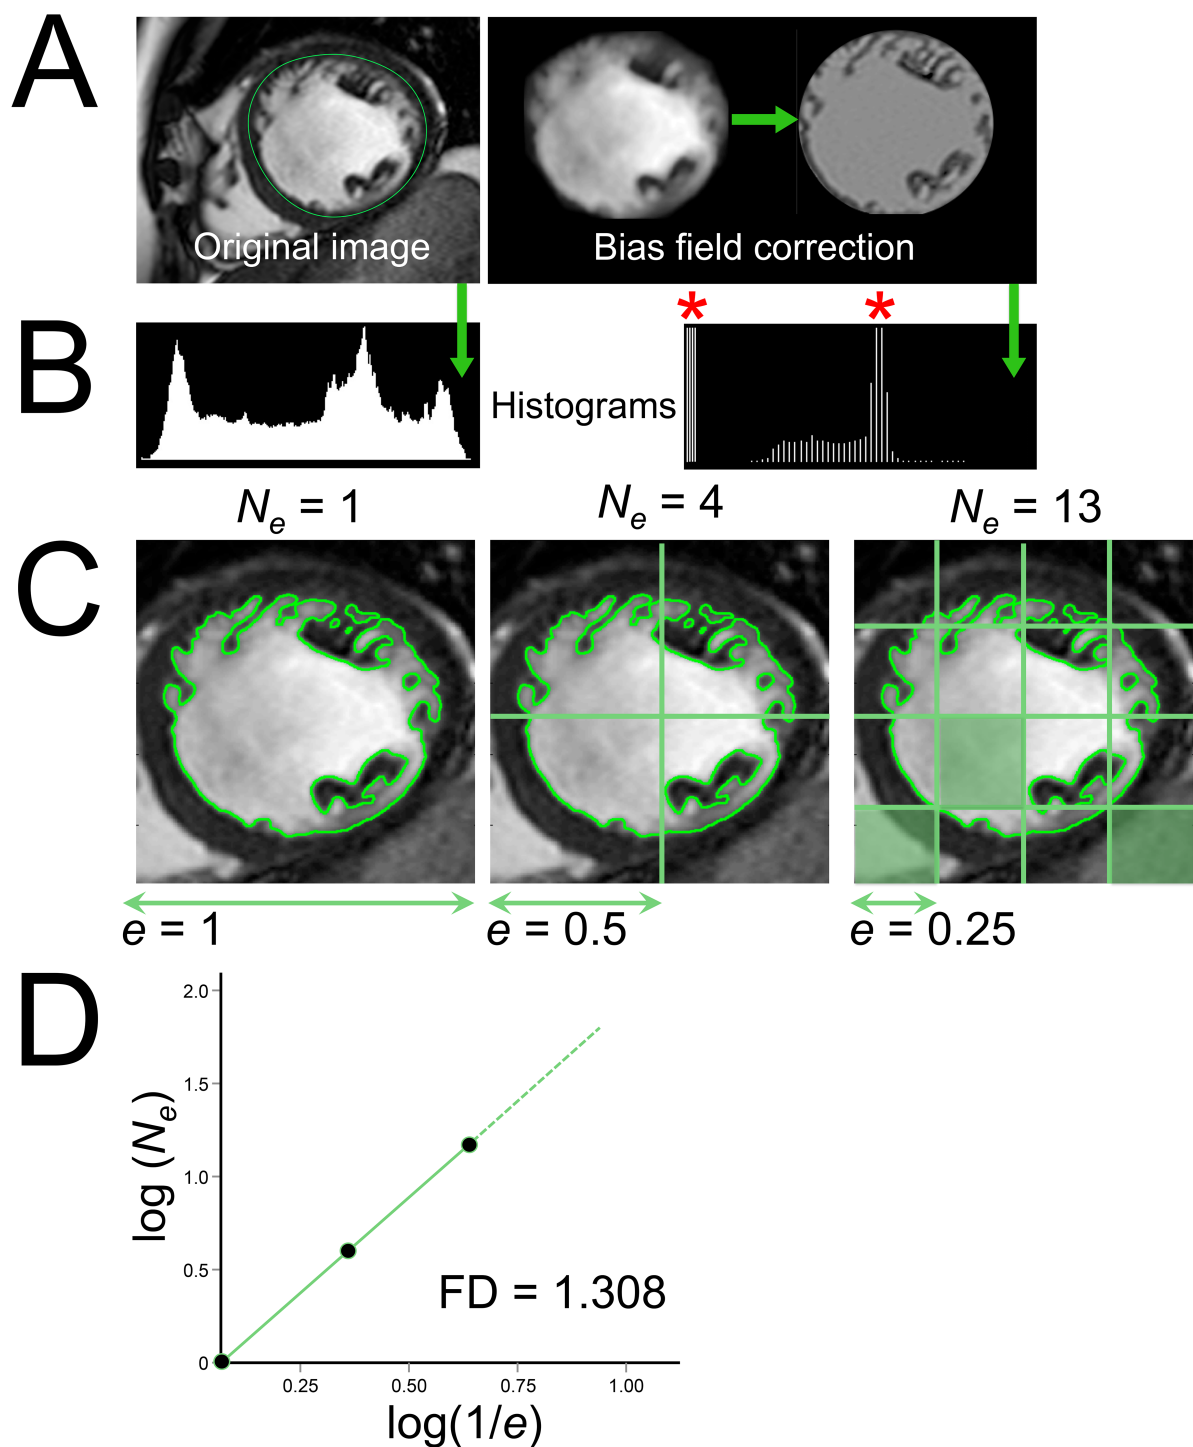 A
Original image
Bias field correction
* *
B
Histograms
Nₑ = 1
Nₑ = 4
Nₑ = 13
C
e = 1
e = 0.5
e = 0.25
D
log (Nₑ)
2.0
1.5
1.0
0.5
0
FD = 1.308
0.25 0.50 0.75 1.00
log(1/e)